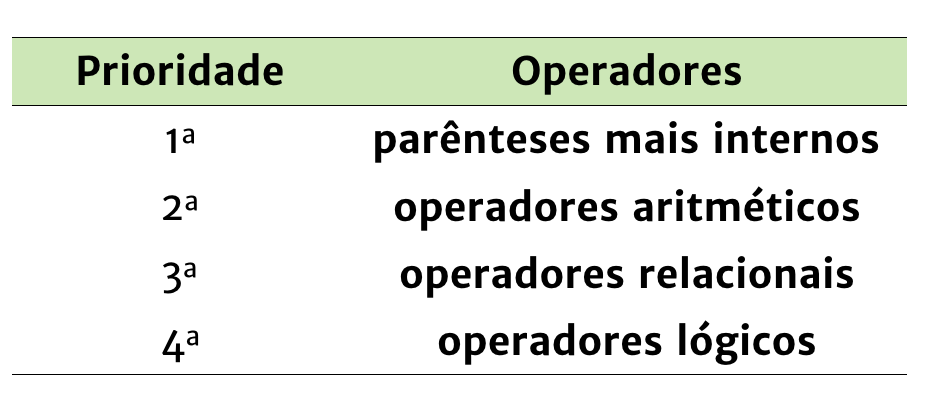 Prioridade Operadores
1ª parênteses mais internos
2ª operadores aritméticos
3ª operadores relacionais
4ª operadores lógicos